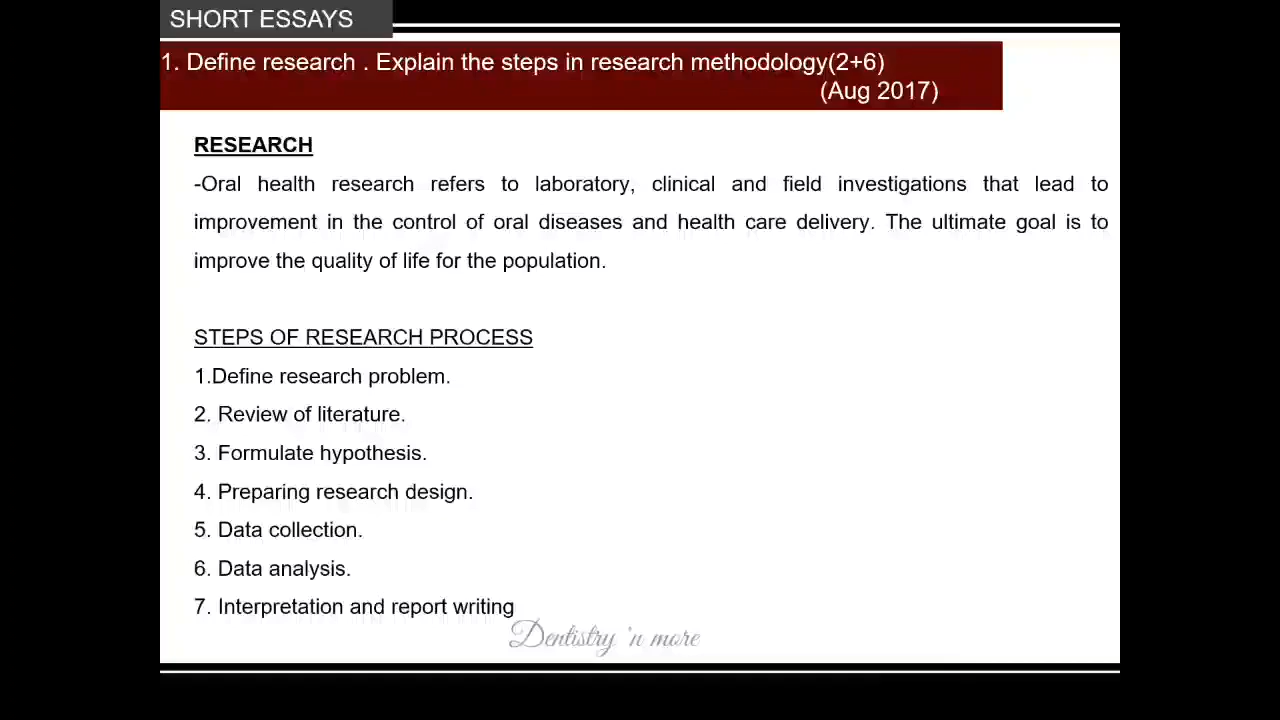 SHORT ESSAYS
1. Define research . Explain the steps in research methodology(2+6)
(Aug 2017)
RESEARCH
-Oral health research refers to laboratory, clinical and field investigations that lead to
improvement in the control of oral diseases and health care delivery. The ultimate goal is to
improve the quality of life for the population.
STEPS OF RESEARCH PROCESS
1.Define research problem.
2. Review of literature.
3. Formulate hypothesis.
4. Preparing research design.
5. Data collection.
6. Data analysis.
7. Interpretation and report writing
Dentistry 'n more